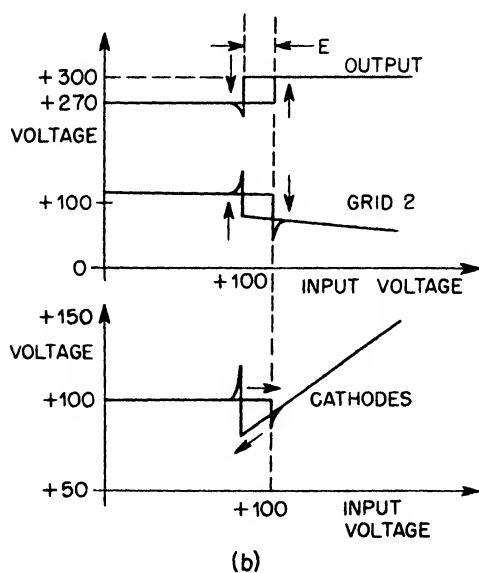 E
OUTPUT
+300
+270
VOLTAGE
+100
GRID 2
0
+100
INPUT VOLTAGE
+150
VOLTAGE
+100
CATHODES
+50
+100
INPUT
VOLTAGE
(b)